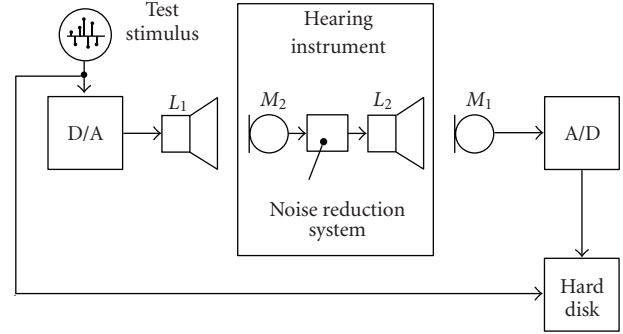 Test
stimulus
Hearing
instrument
D/A
L1
M2
L2
M1
A/D
Noise reduction
system
Hard
disk